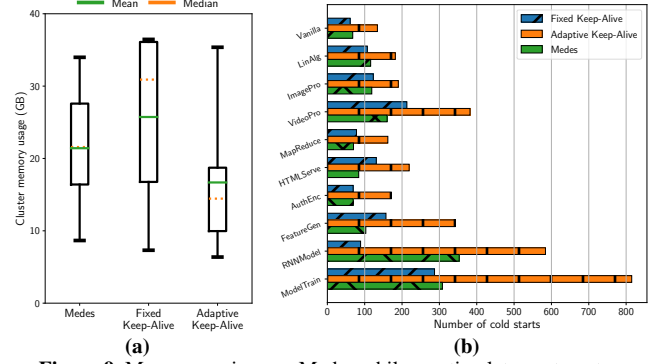 Mean
Median
40
30
20
10
0
Cluster memory usage (GB)
Medes
Fixed
Keep-Alive
Adaptive
Keep-Alive
(a)
Fixed Keep-Alive
Adaptive Keep-Alive
Medes
Vanilla
LinAlg
ImagePro
VideoPro
MapReduce
HTMLServe
AuthEnc
FeatureGen
RNNModel
ModelTrain
0 100 200 300 400 500 600 700 800
Number of cold starts
(b)